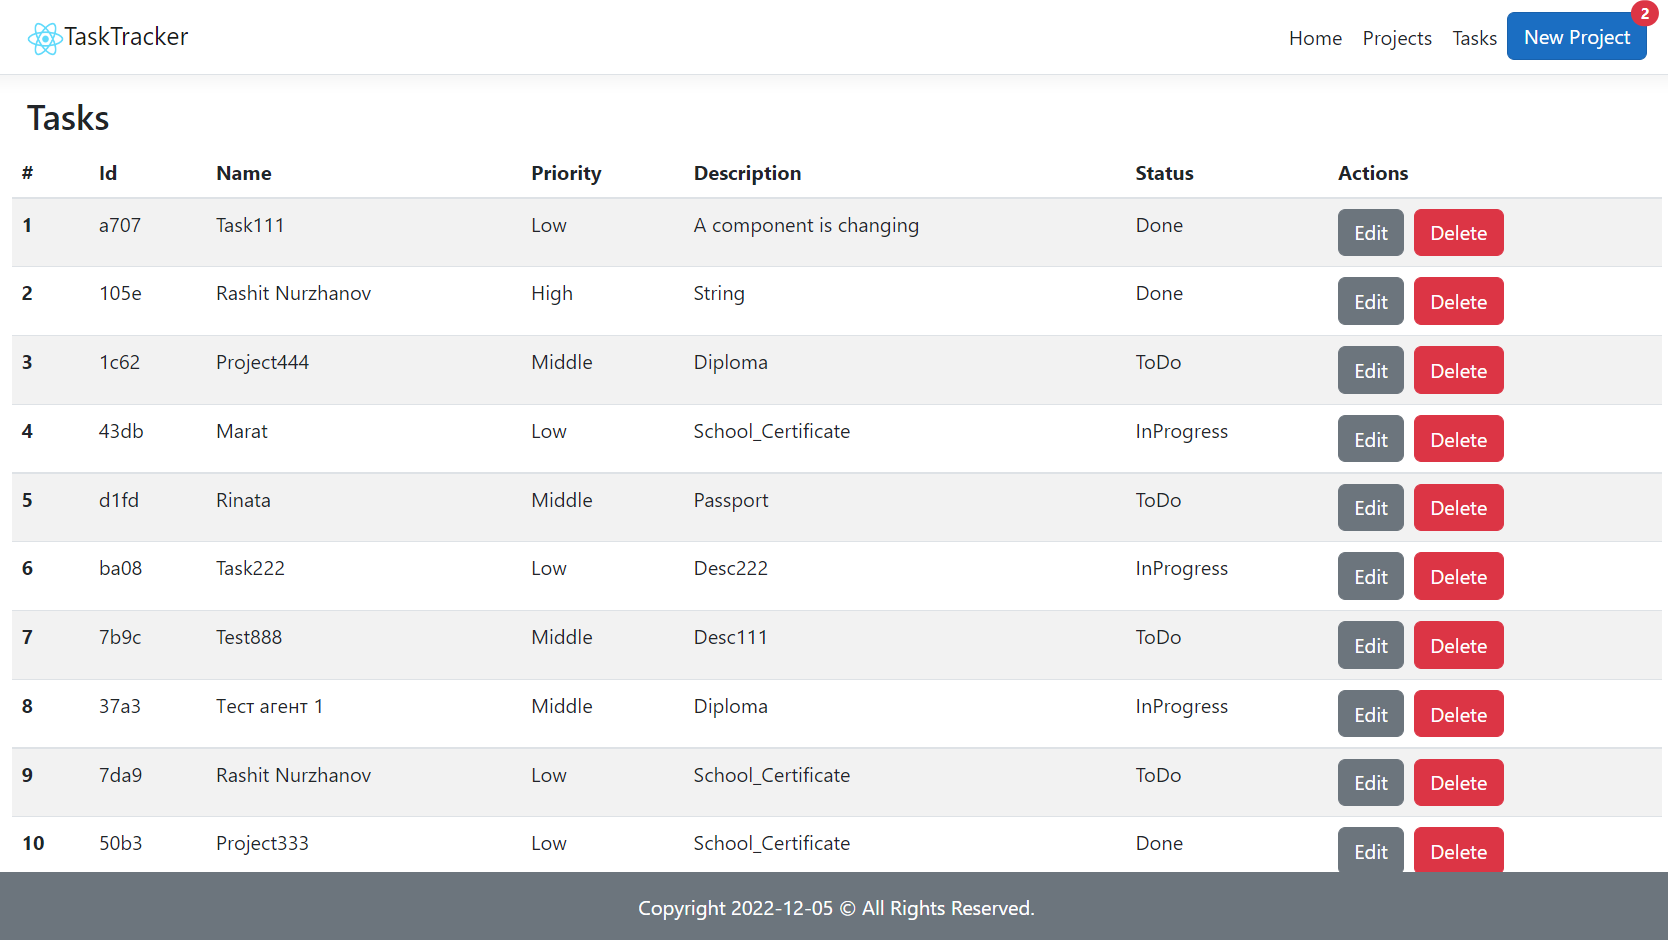 TaskTracker Home Projects Tasks New Project 2
Tasks
# Id Name Priority Description Status Actions
1 a707 Task111 Low A component is changing Done Edit Delete
2 105e Rashit Nurzhanov High String Done Edit Delete
3 1c62 Project444 Middle Diploma ToDo Edit Delete
4 43db Marat Low School_Certificate InProgress Edit Delete
5 d1fd Rinata Middle Passport ToDo Edit Delete
6 ba08 Task222 Low Desc222 InProgress Edit Delete
7 7b9c Test888 Middle Desc111 ToDo Edit Delete
8 37a3 Тест агент 1 Middle Diploma InProgress Edit Delete
9 7da9 Rashit Nurzhanov Low School_Certificate ToDo Edit Delete
10 50b3 Project333 Low School_Certificate Done Edit Delete
Copyright 2022-12-05 © All Rights Reserved.